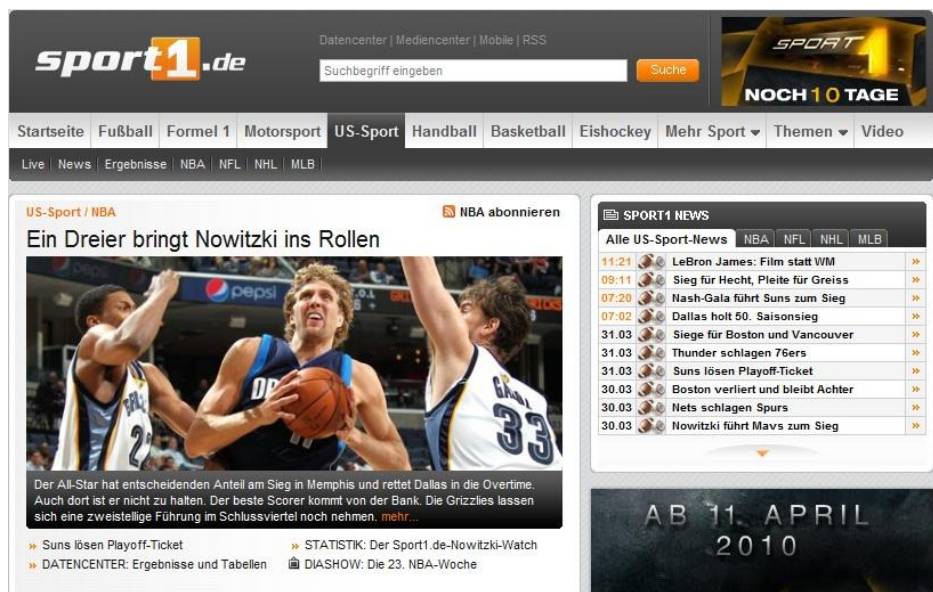 sport1.de
Datencenter | Mediencenter | Mobile | RSS
Suchbegriff eingeben
Suche
SPORT 1
NOCH 10 TAGE
Startseite Fußball Formel 1 Motorsport US-Sport Handball Basketball Eishockey Mehr Sport Themen Video
Live | News | Ergebnisse | NBA | NFL | NHL | MLB |
US-Sport / NBA
NBA abonnieren
Ein Dreier bringt Nowitzki ins Rollen
pepsi
pepsi
33
Der All-Star hat entscheidenden Anteil am Sieg in Memphis und rettet Dallas in die Overtime.
Auch dort ist er nicht zu halten. Der beste Scorer kommt von der Bank. Die Grizzlies lassen
sich eine zweistellige Führung im Schlussviertel noch nehmen. mehr...
» Suns lösen Playoff-Ticket
» STATISTIK: Der Sport1.de-Nowitzki-Watch
» DATENCENTER: Ergebnisse und Tabellen
DIASHOW: Die 23. NBA-Woche
SPORT1 NEWS
Alle US-Sport-News NBA NFL NHL MLB
11:21 LeBron James: Film statt WM »
09:11 Sieg für Hecht, Pleite für Greiss »
07:20 Nash-Gala führt Suns zum Sieg »
07:02 Dallas holt 50. Saisonsieg »
31.03 Siege für Boston und Vancouver »
31.03 Thunder schlagen 76ers »
31.03 Suns lösen Playoff-Ticket »
30.03 Boston verliert und bleibt Achter »
30.03 Nets schlagen Spurs »
30.03 Nowitzki führt Mavs zum Sieg »
AB 11. APRIL
2010